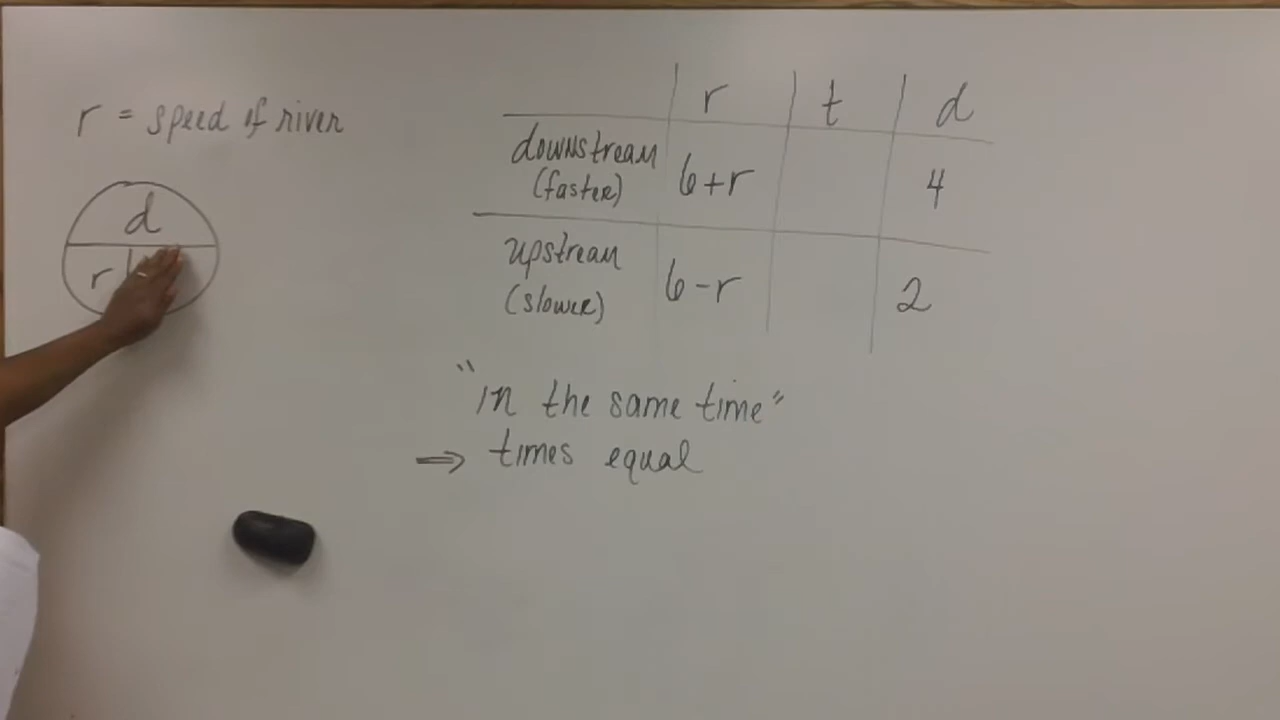 r = speed of river
d
r
r t d
downstream
(faster) 6+r 4
upstream
(slower) 6-r 2
"in the same time"
⇒ times equal